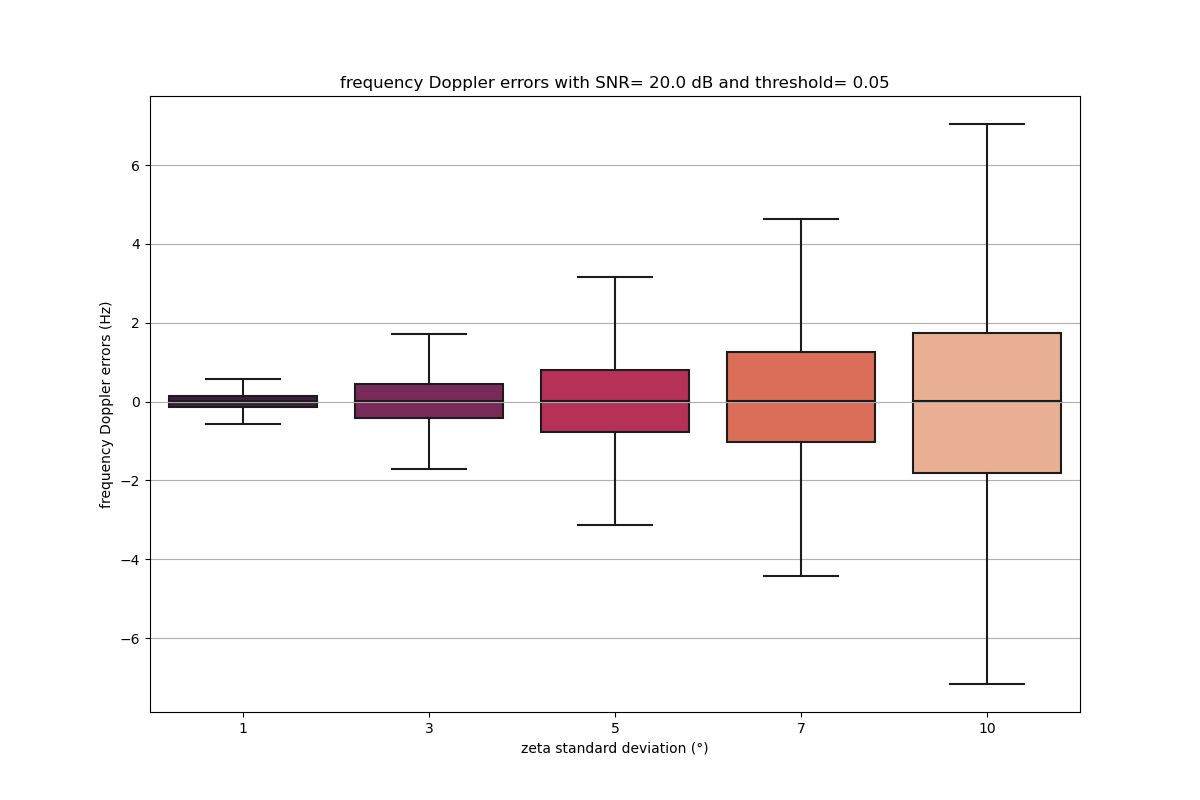 frequency Doppler errors with SNR= 20.0 dB and threshold= 0.05
frequency Doppler errors (Hz)
6
4
2
0
−2
−4
−6
1 3 5 7 10
zeta standard deviation (°)